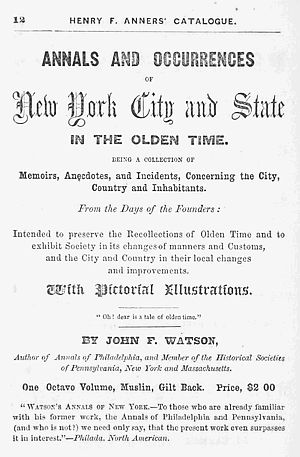 12 HENRY F. ANNERS' CATALOGUE.
ANNALS AND OCCURRENCES
OF
New York City and State
IN THE OLDEN TIME.
BEING A COLLECTION OF
Memoirs, Anecdotes, and Incidents, Concerning the City,
Country and Inhabitants.
From the Days of the Founders:
Intended to preserve the Recollections of Olden Time and to
exhibit Society in its changes of manners and Customs,
and the City and Country in their local changes
and improvements.
With Pictorial Illustrations.
"Oh! dear is a tale of olden time."
BY JOHN F. WATSON,
Author of Annals of Philadelphia, and Member of the Historical Societies
of Pennsylvania, New York and Massachusetts.
One Octavo Volume, Muslin, Gilt Back. Price, $2 00
"WATSON'S ANNALS OF NEW YORK.—To those who are already familiar
with his former work, the Annals of Philadelphia and Pennsylvania,
(and who is not?) we need only say, that the present work even surpasses
it in interest."—Philada. North American.